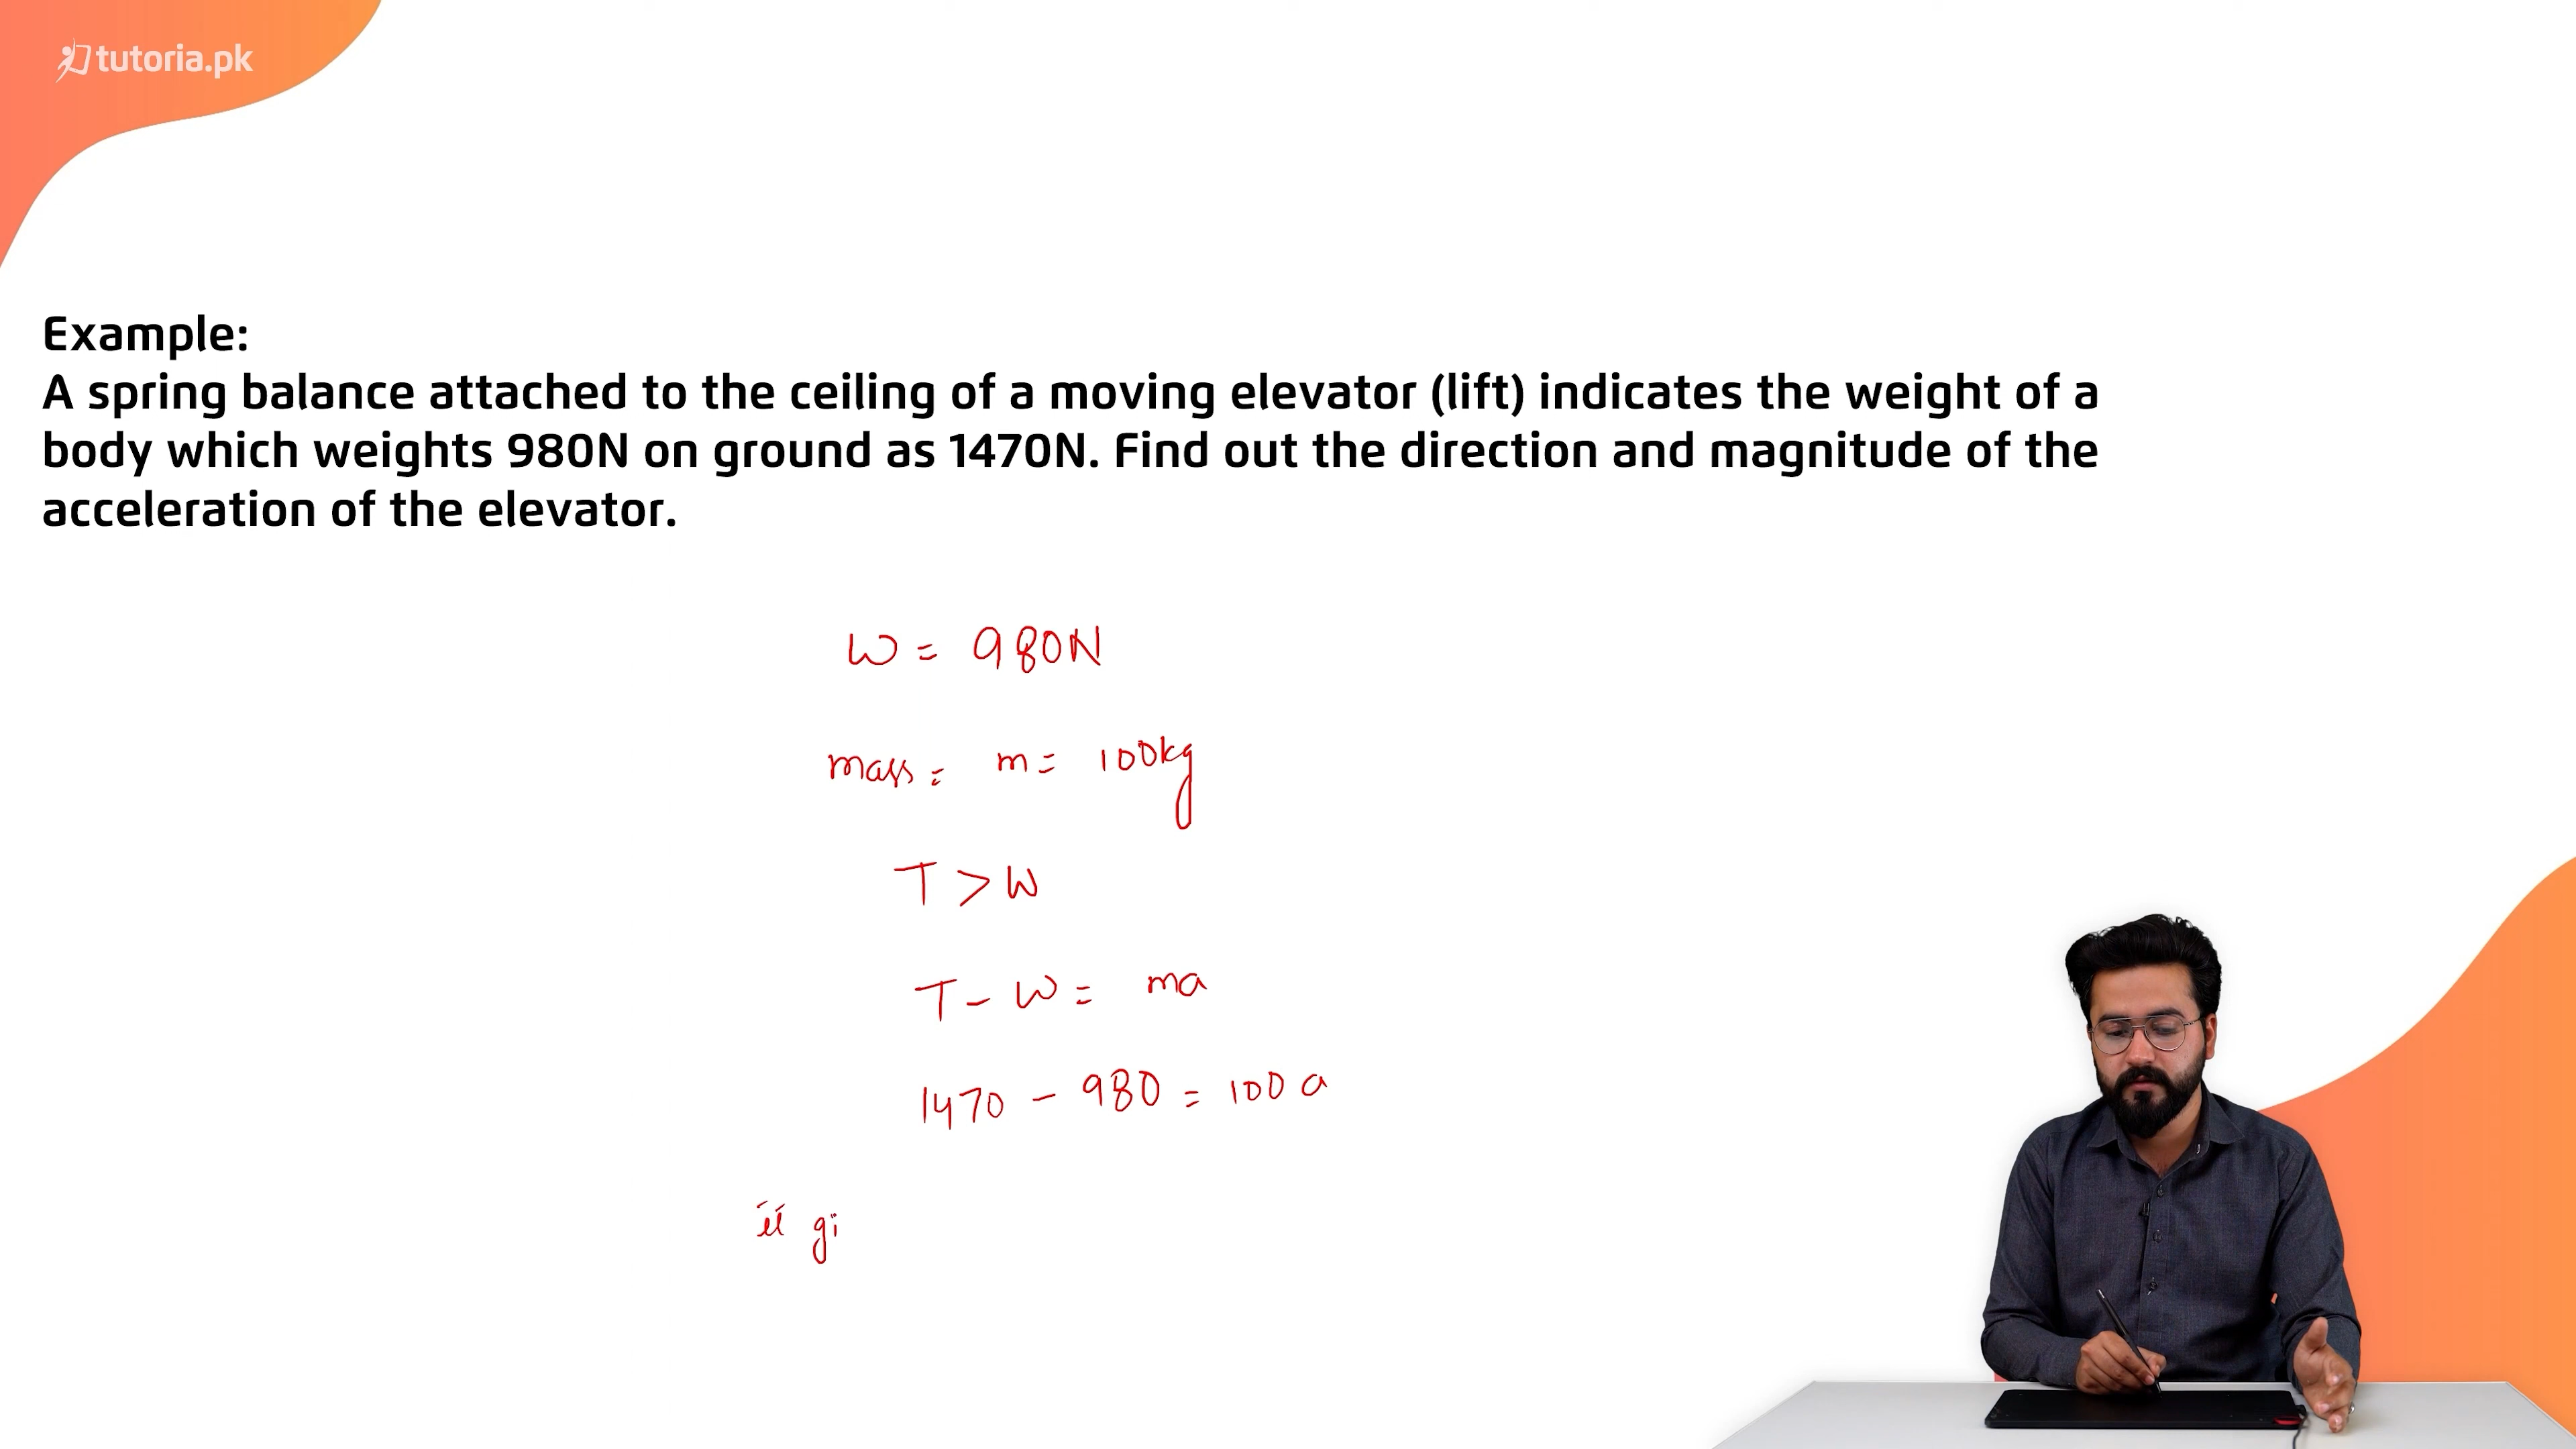 tutoria.pk
Example:
A spring balance attached to the ceiling of a moving elevator (lift) indicates the weight of a
body which weights 980N on ground as 1470N. Find out the direction and magnitude of the
acceleration of the elevator.
W = 980N
mass = m = 100kg
T > W
T - W = ma
1470 - 980 = 100 a
gi